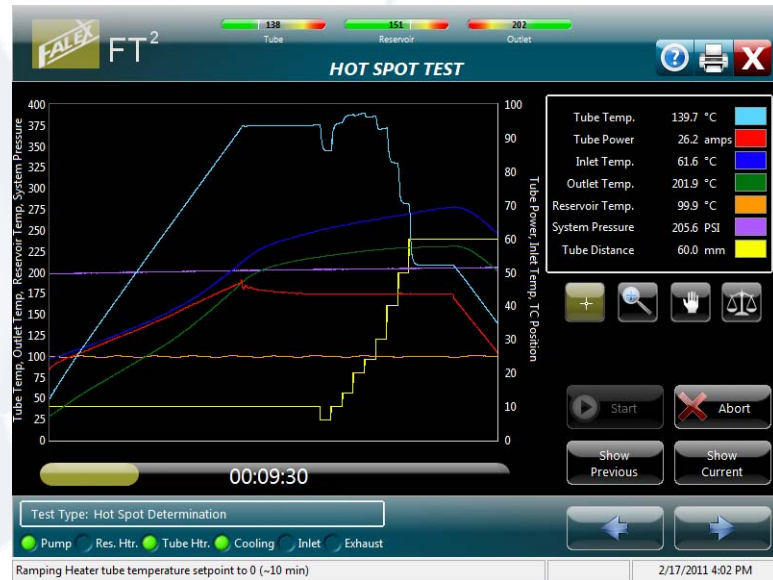 FALEX FT2
138 151 202
Tube Reservoir Outlet
HOT SPOT TEST
?
X
400 100
375
350 90
325
300 80
275
250 70
225 60
200 50
175
150 40
125 30
100
75 20
50 10
25
0 0
Tube Temp, Outlet Temp, Reservoir Temp, System Pressure
Tube Power, Inlet Temp, TC Position
Tube Temp. 139.7 °C
Tube Power 26.2 amps
Inlet Temp. 61.6 °C
Outlet Temp. 201.9 °C
Reservoir Temp. 99.9 °C
System Pressure 205.6 PSI
Tube Distance 60.0 mm
Start
Abort
00:09:30
Show Previous
Show Current
Test Type: Hot Spot Determination
Pump Res. Htr. Tube Htr. Cooling Inlet Exhaust
Ramping Heater tube temperature setpoint to 0 (~10 min) 2/17/2011 4:02 PM